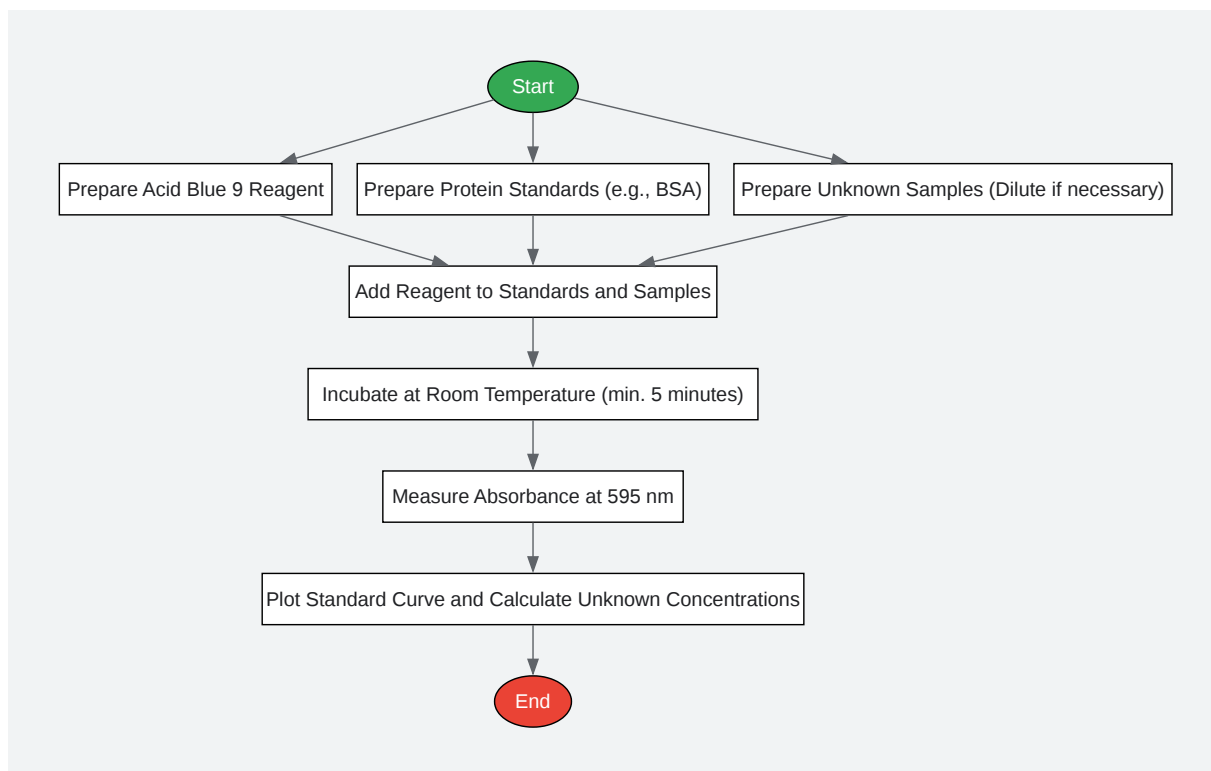 Start
Prepare Acid Blue 9 Reagent
Prepare Protein Standards (e.g., BSA)
Prepare Unknown Samples (Dilute if necessary)
Add Reagent to Standards and Samples
Incubate at Room Temperature (min. 5 minutes)
Measure Absorbance at 595 nm
Plot Standard Curve and Calculate Unknown Concentrations
End